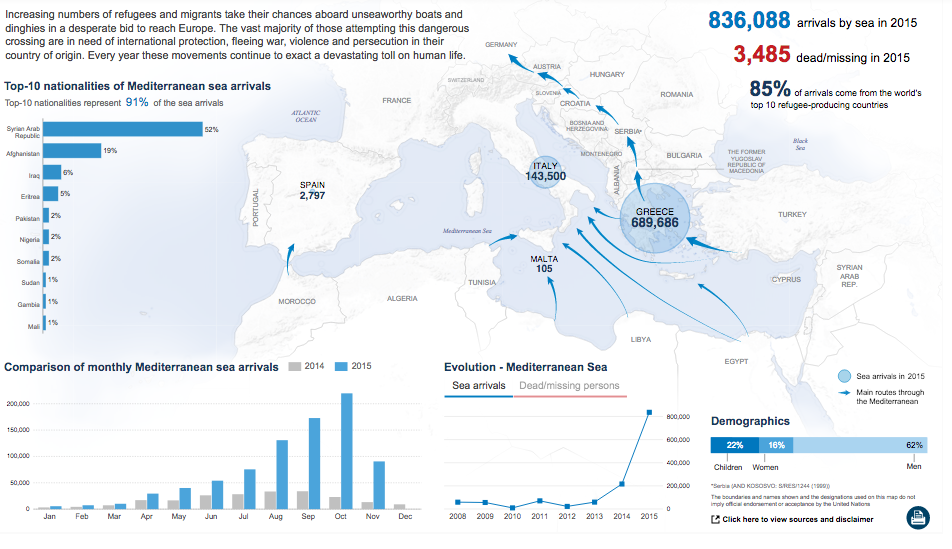 Increasing numbers of refugees and migrants take their chances aboard unseaworthy boats and
dinghies in a desperate bid to reach Europe. The vast majority of those attempting this dangerous
crossing are in need of international protection, fleeing war, violence and persecution in their
country of origin. Every year these movements continue to exact a devastating toll on human life.
836,088 arrivals by sea in 2015
3,485 dead/missing in 2015
85% of arrivals come from the world's
top 10 refugee-producing countries
Top-10 nationalities of Mediterranean sea arrivals
Top-10 nationalities represent 91% of the sea arrivals
Syrian Arab
Republic
52%
Afghanistan 19%
Iraq 6%
Eritrea 5%
Pakistan 2%
Nigeria 2%
Somalia 2%
Sudan 1%
Gambia 1%
Mali 1%
GERMANY
AUSTRIA
SWITZERLAND
HUNGARY
SLOVENIA
CROATIA
ROMANIA
FRANCE
ATLANTIC
OCEAN
BOSNIA AND
HERZEGOVINA
SERBIA*
Black
Sea
MONTENEGRO
BULGARIA
THE FORMER
YUGOSLAV
REPUBLIC OF
MACEDONIA
ITALY
143,500
ALBANIA
PORTUGAL
SPAIN
2,797
GREECE
689,686
TURKEY
Mediterranean Sea
MALTA
105
SYRIAN
ARAB
REP.
CYPRUS
TUNISIA
ALGERIA
MOROCCO
LIBYA
EGYPT
Sea arrivals in 2015
Main routes through
the Mediterranean
Comparison of monthly Mediterranean sea arrivals
2014
2015
200,000
150,000
100,000
50,000
0
Jan Feb Mar Apr May Jun Jul Aug Sep Oct Nov Dec
Evolution - Mediterranean Sea
Sea arrivals Dead/missing persons
800,000
600,000
400,000
200,000
0
2008 2009 2010 2011 2012 2013 2014 2015
Demographics
22% 16% 62%
Children Women Men
*Serbia (AND KOSOSVO: S/RES/1244 (1999))
The boundaries and names shown and the designations used on this map do not
imply official endorsement or acceptance by the United Nations
Click here to view sources and disclaimer